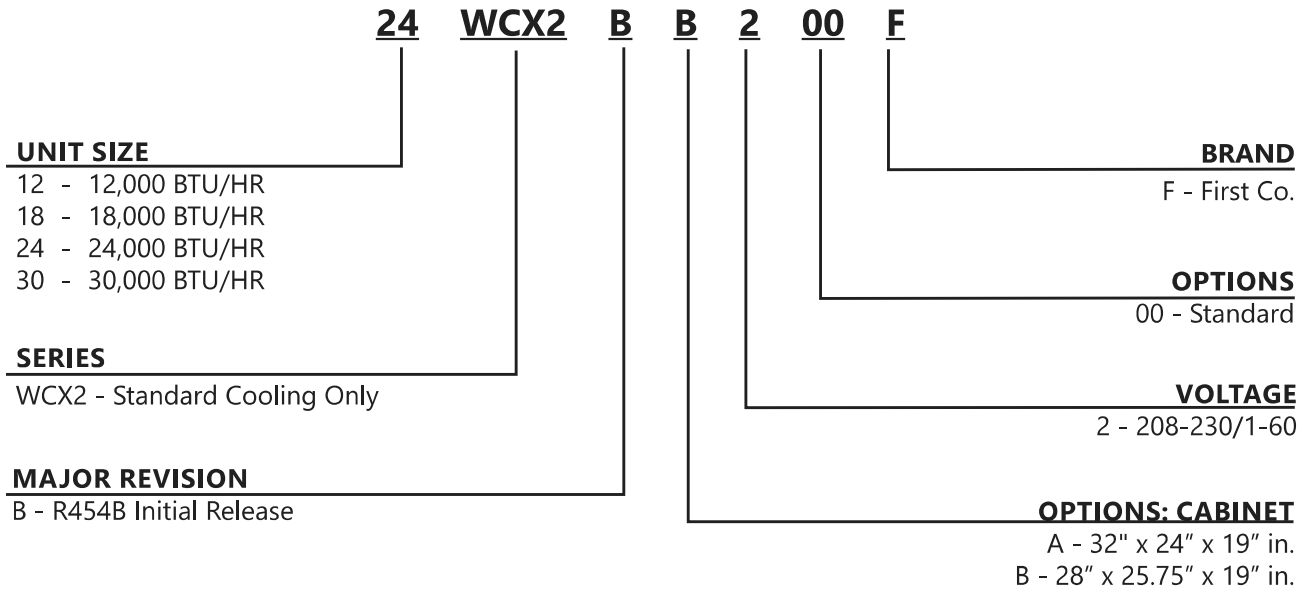 24 WCX2 B B 2 00 F
UNIT SIZE
12 - 12,000 BTU/HR
18 - 18,000 BTU/HR
24 - 24,000 BTU/HR
30 - 30,000 BTU/HR
SERIES
WCX2 - Standard Cooling Only
MAJOR REVISION
B - R454B Initial Release
BRAND
F - First Co.
OPTIONS
00 - Standard
VOLTAGE
2 - 208-230/1-60
OPTIONS: CABINET
A - 32" x 24” x 19” in.
B - 28” x 25.75” x 19” in.